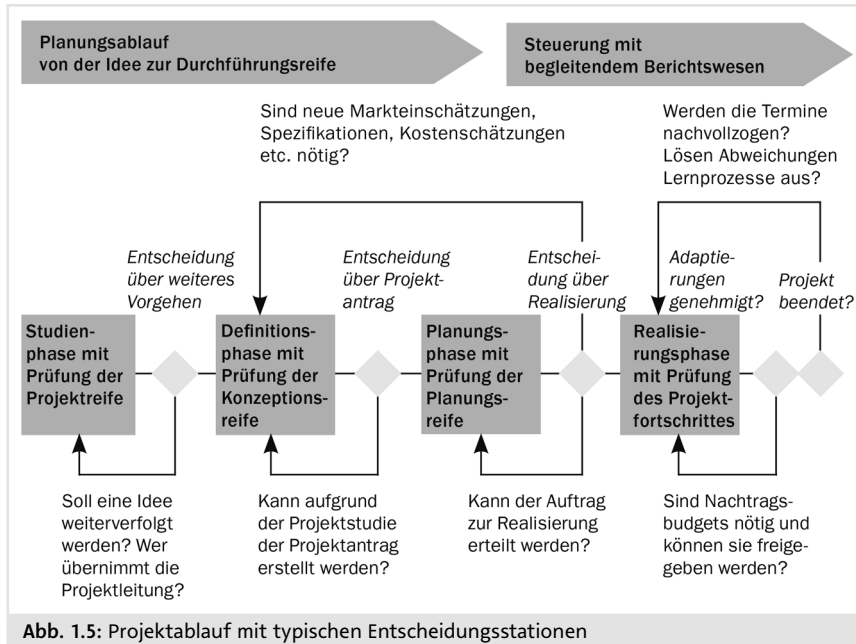 Planungsablauf
von der Idee zur Durchführungsreife
Steuerung mit
begleitendem Berichtswesen
Sind neue Markteinschätzungen,
Spezifikationen, Kostenschätzungen
etc. nötig?
Werden die Termine
nachvollzogen?
Lösen Abweichungen
Lernprozesse aus?
Entscheidung
über weiteres
Vorgehen
Entscheidung
über Projekt-
antrag
Entschei-
dung über
Realisierung
Adaptie-
rungen
genehmigt?
Projekt
beendet?
Studien-
phase mit
Prüfung der
Projektreife
Definitions-
phase mit
Prüfung der
Konzeptions-
reife
Planungs-
phase mit
Prüfung der
Planungs-
reife
Realisie-
rungsphase
mit Prüfung
des Projekt-
fortschrittes
Soll eine Idee
weiterverfolgt
werden? Wer
übernimmt die
Projektleitung?
Kann aufgrund
der Projektstudie
der Projektantrag
erstellt werden?
Kann der Auftrag
zur Realisierung
erteilt werden?
Sind Nachtrags-
budgets nötig und
können sie freige-
geben werden?
Abb. 1.5: Projektablauf mit typischen Entscheidungsstationen